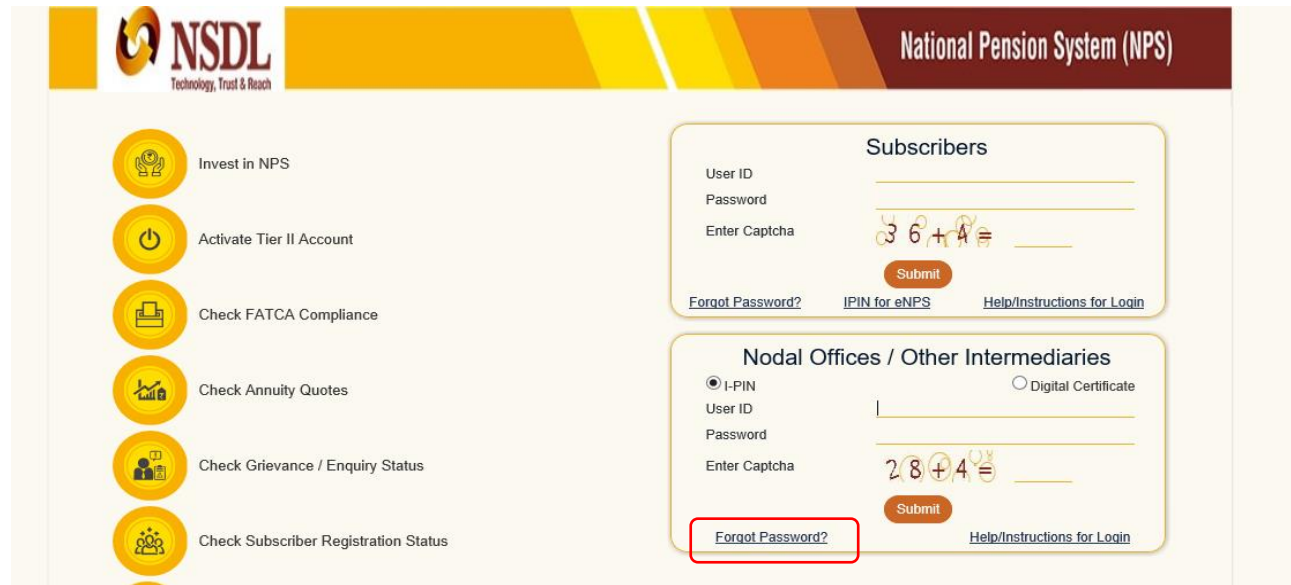 NSDL
Technology, Trust & Reach
National Pension System (NPS)
Invest in NPS
Activate Tier II Account
Check FATCA Compliance
Check Annuity Quotes
Check Grievance / Enquiry Status
Check Subscriber Registration Status
Subscribers
User ID
Password
Enter Captcha 36+4=
Submit
Forgot Password? IPIN for eNPS Help/Instructions for Login
Nodal Offices / Other Intermediaries
I-PIN Digital Certificate
User ID
Password
Enter Captcha 28+4=
Submit
Forgot Password? Help/Instructions for Login